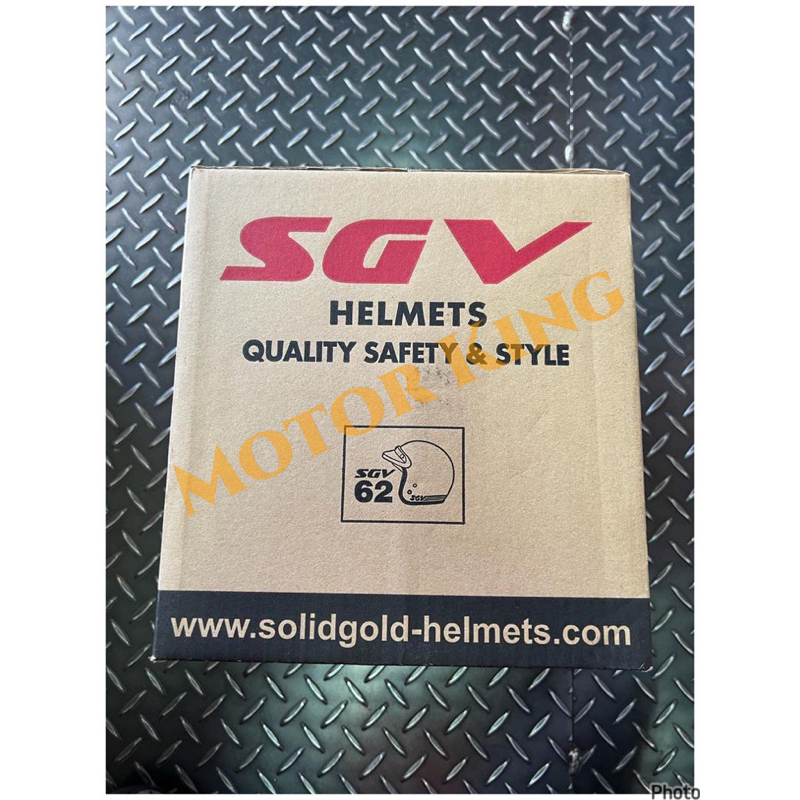 SGV
HELMETS
QUALITY SAFETY & STYLE
MOTOR KING
SGV
62
SGV
www.solidgold-helmets.com
Photo